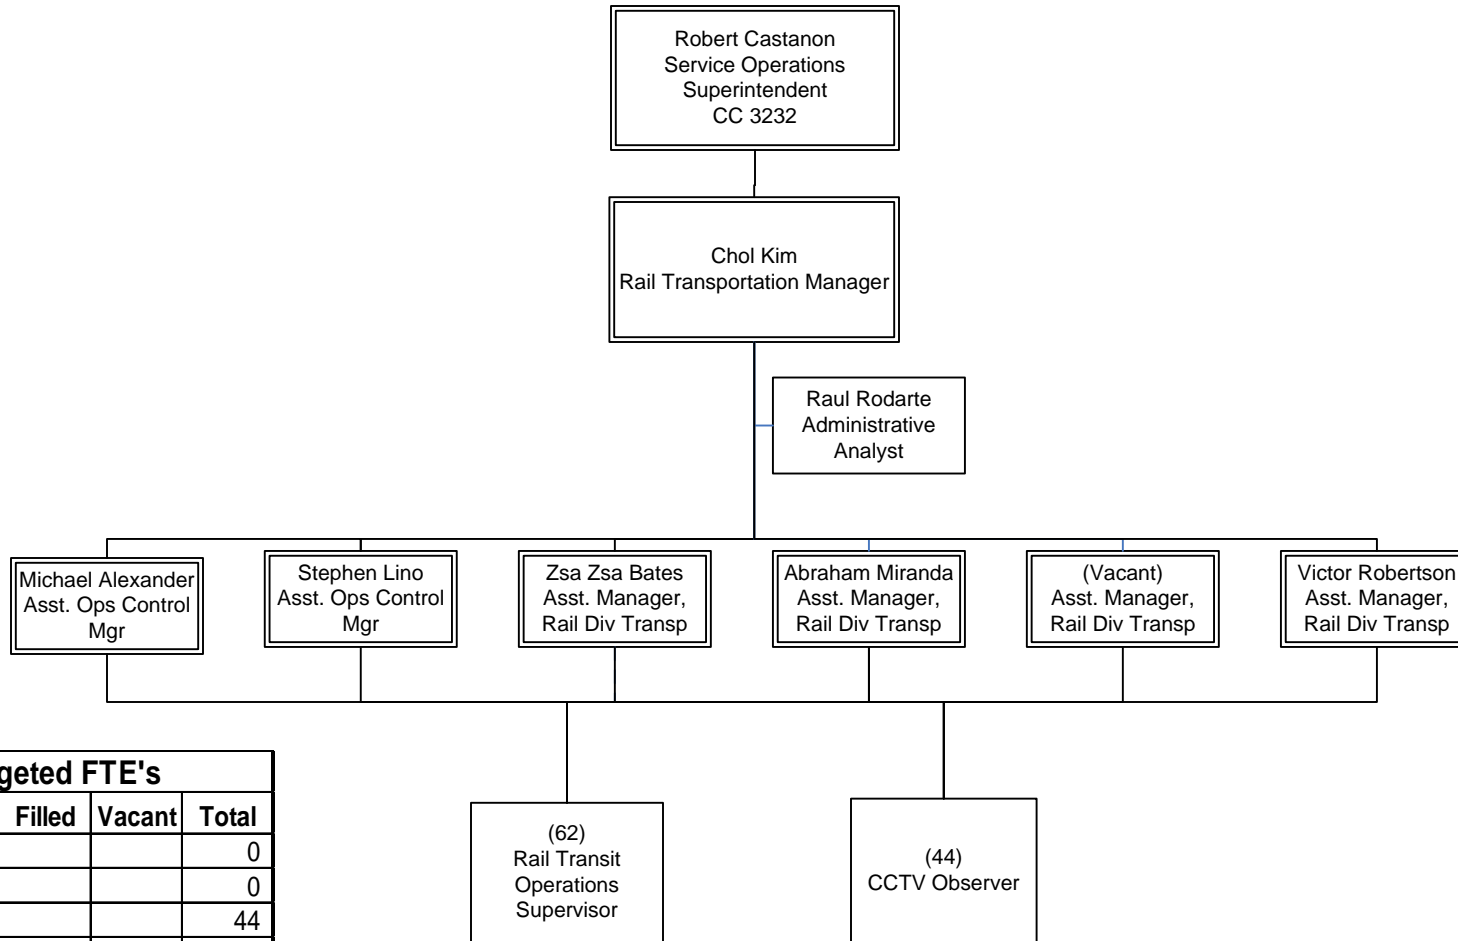 Robert Castanon
Service Operations
Superintendent
CC 3232
Chol Kim
Rail Transportation Manager
Raul Rodarte
Administrative
Analyst
Michael Alexander
Asst. Ops Control
Mgr
Stephen Lino
Asst. Ops Control
Mgr
Zsa Zsa Bates
Asst. Manager,
Rail Div Transp
Abraham Miranda
Asst. Manager,
Rail Div Transp
(Vacant)
Asst. Manager,
Rail Div Transp
Victor Robertson
Asst. Manager,
Rail Div Transp
geted FTE's
Filled Vacant Total
0
0
44
(62)
Rail Transit
Operations
Supervisor
(44)
CCTV Observer